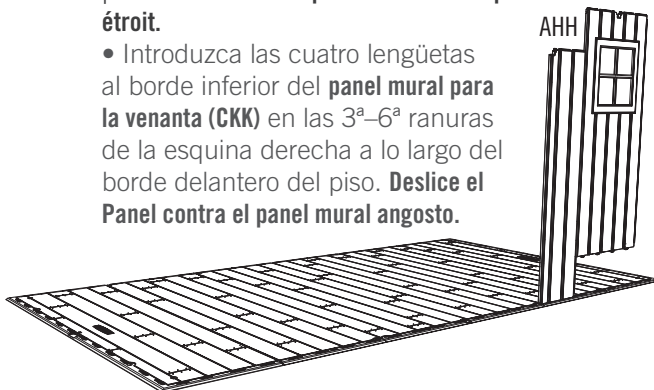 étroit.
• Introduzca las cuatro lengüetas
al borde inferior del panel mural para
la venanta (CKK) en las 3ª–6ª ranuras
de la esquina derecha a lo largo del
borde delantero del piso. Deslice el
Panel contra el panel mural angosto.
AHH